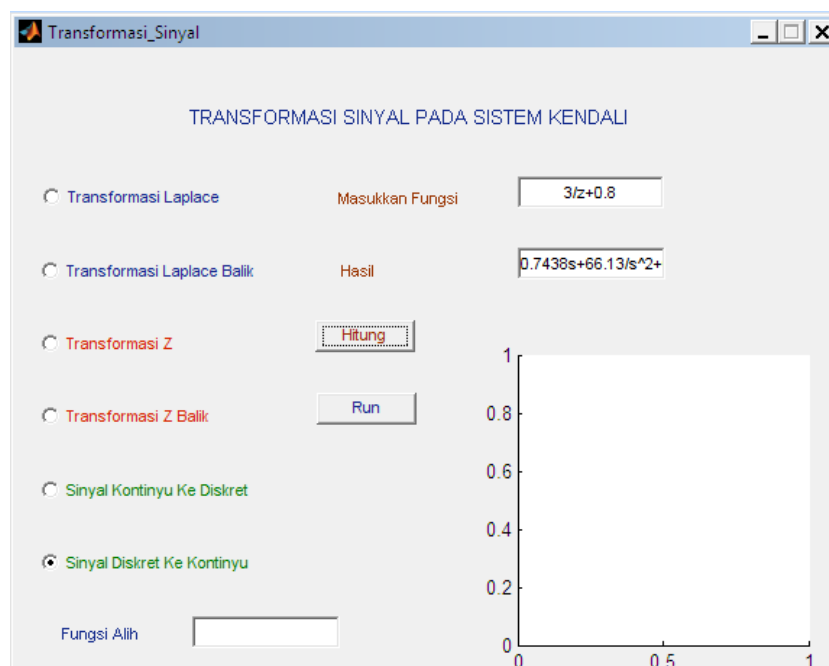 Transformasi_Sinyal
TRANSFORMASI SINYAL PADA SISTEM KENDALI
Transformasi Laplace
Masukkan Fungsi
3/z+0.8
Transformasi Laplace Balik
Hasil
0.7438s+66.13/s^2+
Transformasi Z
Hitung
Transformasi Z Balik
Run
Sinyal Kontinyu Ke Diskret
Sinyal Diskret Ke Kontinyu
Fungsi Alih
1
0.8
0.6
0.4
0.2
0
0 0.5 1